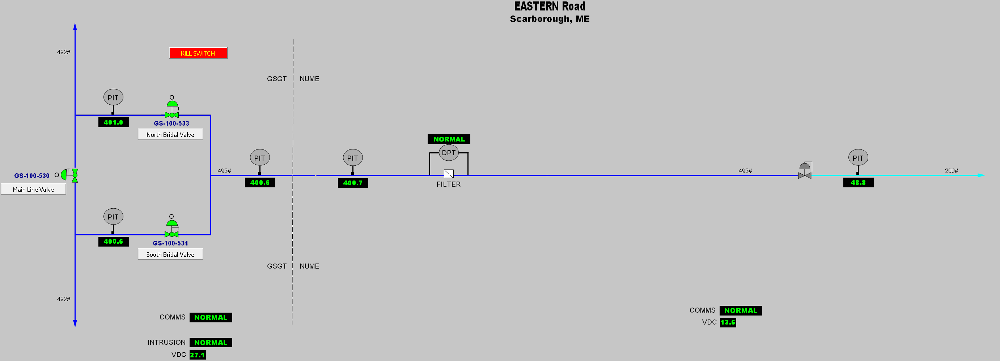 EASTERN Road
Scarborough, ME
492#
KILL SWITCH
GSGT
NUME
PIT
401.0
O
GS-100-533
North Bridal Valve
GS-100-530
O
Main Line Valve
492#
PIT
400.6
PIT
400.7
NORMAL
DPT
FILTER
492#
PIT
48.8
200#
PIT
400.6
O
GS-100-534
South Bridal Valve
GSGT
NUME
492#
COMMS NORMAL
INTRUSION NORMAL
VDC 27.1
COMMS NORMAL
VDC 13.6